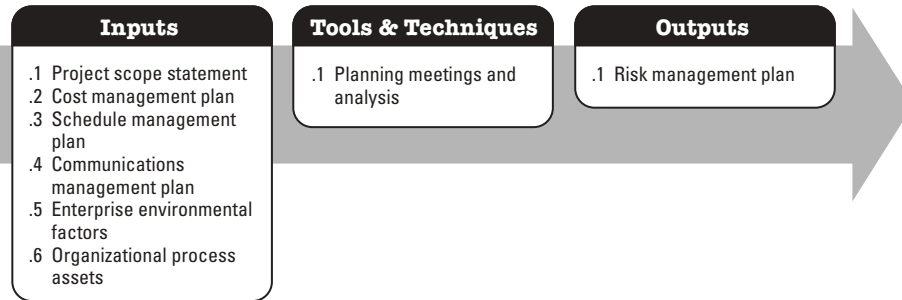 Inputs
.1 Project scope statement
.2 Cost management plan
.3 Schedule management
plan
.4 Communications
management plan
.5 Enterprise environmental
factors
.6 Organizational process
assets
Tools & Techniques
.1 Planning meetings and
analysis
Outputs
.1 Risk management plan